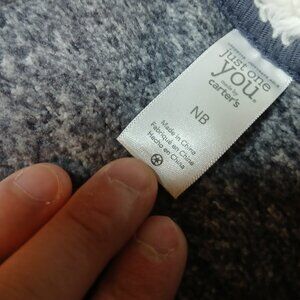 just one
you
made by
carter's
NB
Made in China
Fabriqué en Chine
Hecho en China